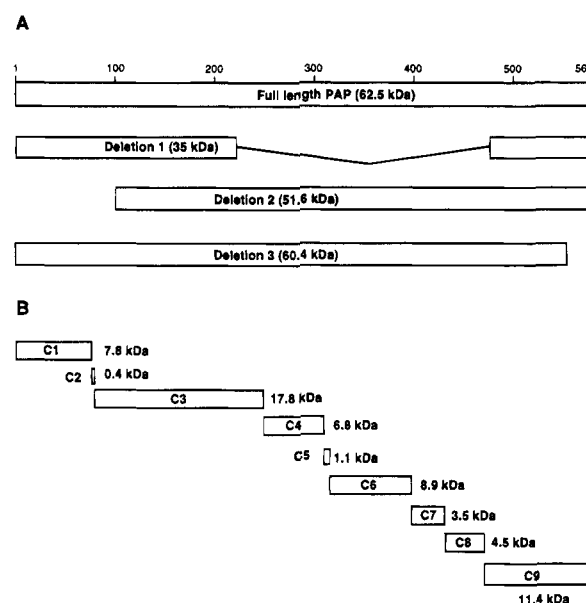 A
1 100 300 400 500 56
Full length PAP (62.5 kDa)
Deletion 1 (35 kDa)
Deletion 2 (51.6 kDa)
Deletion 3 (60.4 kDa)
B
C1 7.8 kDa
C2 0.4 kDa
C3 17.8 kDa
C4 6.8 kDa
C5 1.1 kDa
C6 8.9 kDa
C7 3.5 kDa
C8 4.5 kDa
C9
11.4 kDa